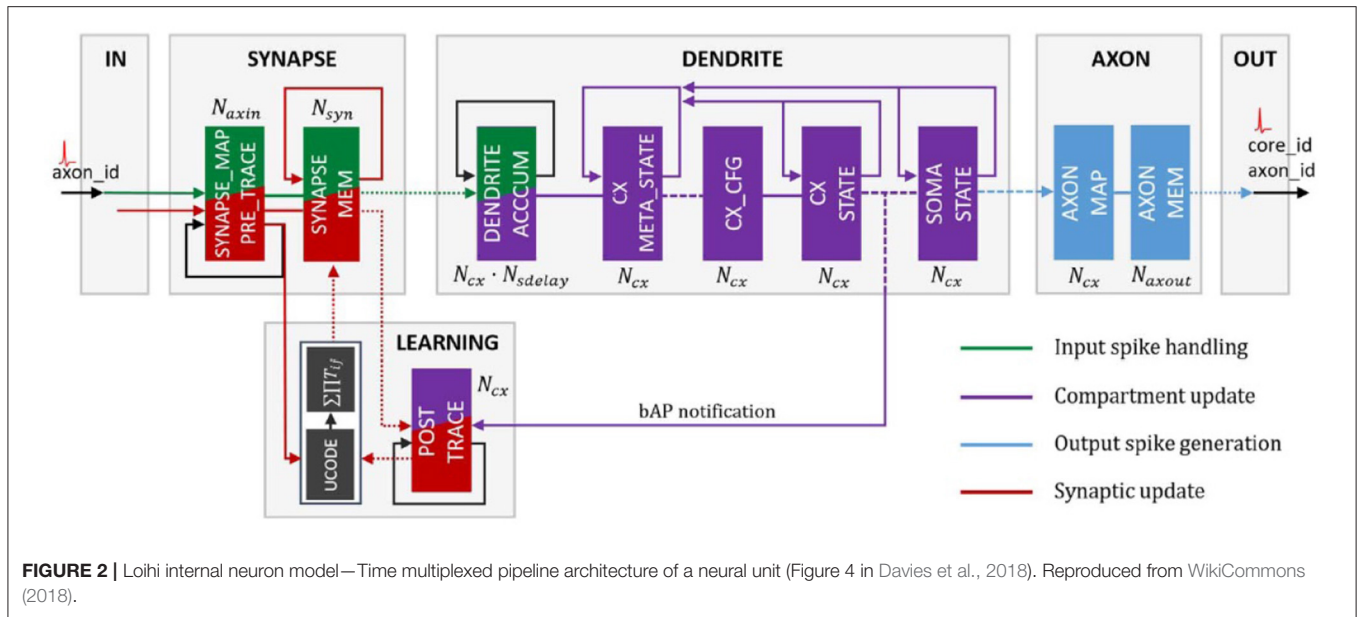 IN
SYNAPSE
DENDRITE
AXON
OUT
axon_id
N_axin
N_syn
SYNAPSE_MAP
PRE_TRACE
SYNAPSE
MEM
DENDRITE
ACCCUM
CX
META_STATE
CX_CFG
CX
STATE
SOMA
STATE
AXON
MAP
AXON
MEM
core_id
axon_id
N_cx · N_sdelay
N_cx
N_cx
N_cx
N_cx
N_cx
N_axout
LEARNING
ΣΠT_ij
UCODE
POST
TRACE
N_cx
bAP notification
Input spike handling
Compartment update
Output spike generation
Synaptic update
FIGURE 2 | Loihi internal neuron model—Time multiplexed pipeline architecture of a neural unit (Figure 4 in Davies et al., 2018). Reproduced from WikiCommons
(2018).